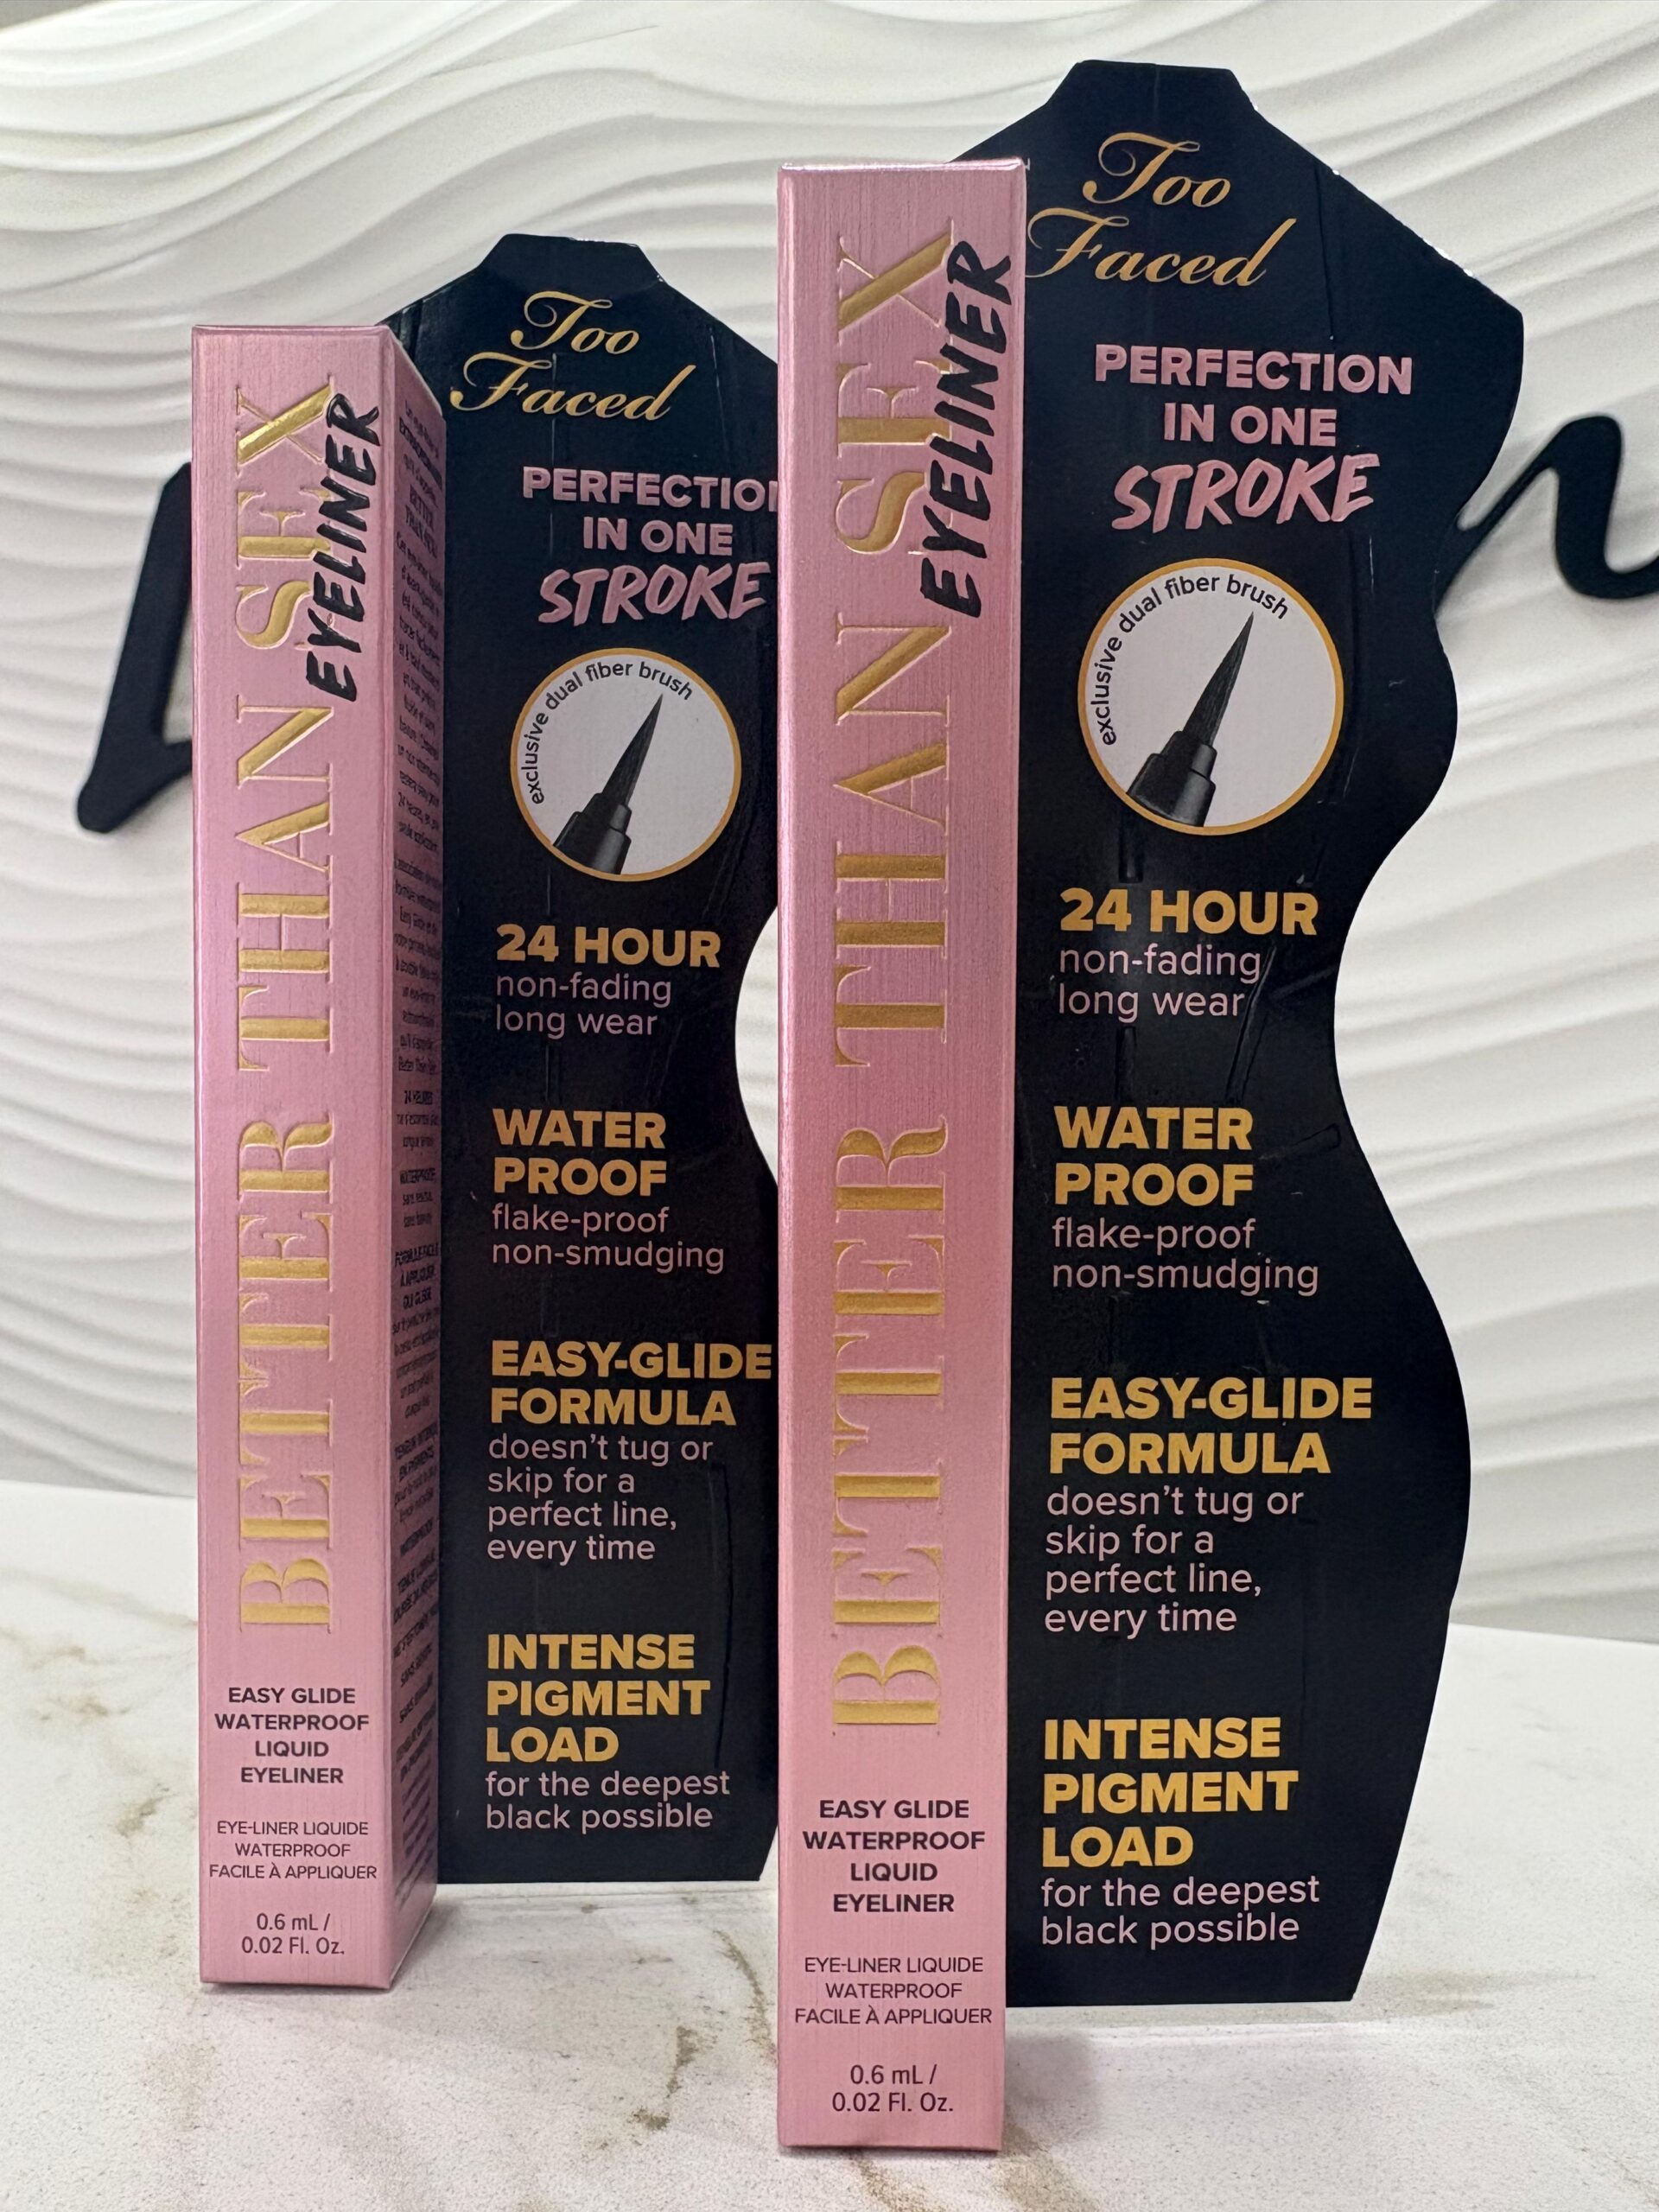 BETTER THAN SEX
EYELINER
EASY GLIDE
WATERPROOF
LIQUID
EYELINER
EYE-LINER LIQUIDE
WATERPROOF
FACILE À APPLIQUER
0.6 mL /
0.02 Fl. Oz.
Too
Faced
PERFECTION
IN ONE
STROKE
exclusive dual fiber brush
24 HOUR
non-fading
long wear
WATER
PROOF
flake-proof
non-smudging
EASY-GLIDE
FORMULA
doesn't tug or
skip for a
perfect line,
every time
INTENSE
PIGMENT
LOAD
for the deepest
black possible
BETTER THAN SEX
EYELINER
EASY GLIDE
WATERPROOF
LIQUID
EYELINER
EYE-LINER LIQUIDE
WATERPROOF
FACILE À APPLIQUER
0.6 mL /
0.02 Fl. Oz.
Too
Faced
PERFECTION
IN ONE
STROKE
exclusive dual fiber brush
24 HOUR
non-fading
long wear
WATER
PROOF
flake-proof
non-smudging
EASY-GLIDE
FORMULA
doesn't tug or
skip for a
perfect line,
every time
INTENSE
PIGMENT
LOAD
for the deepest
black possible